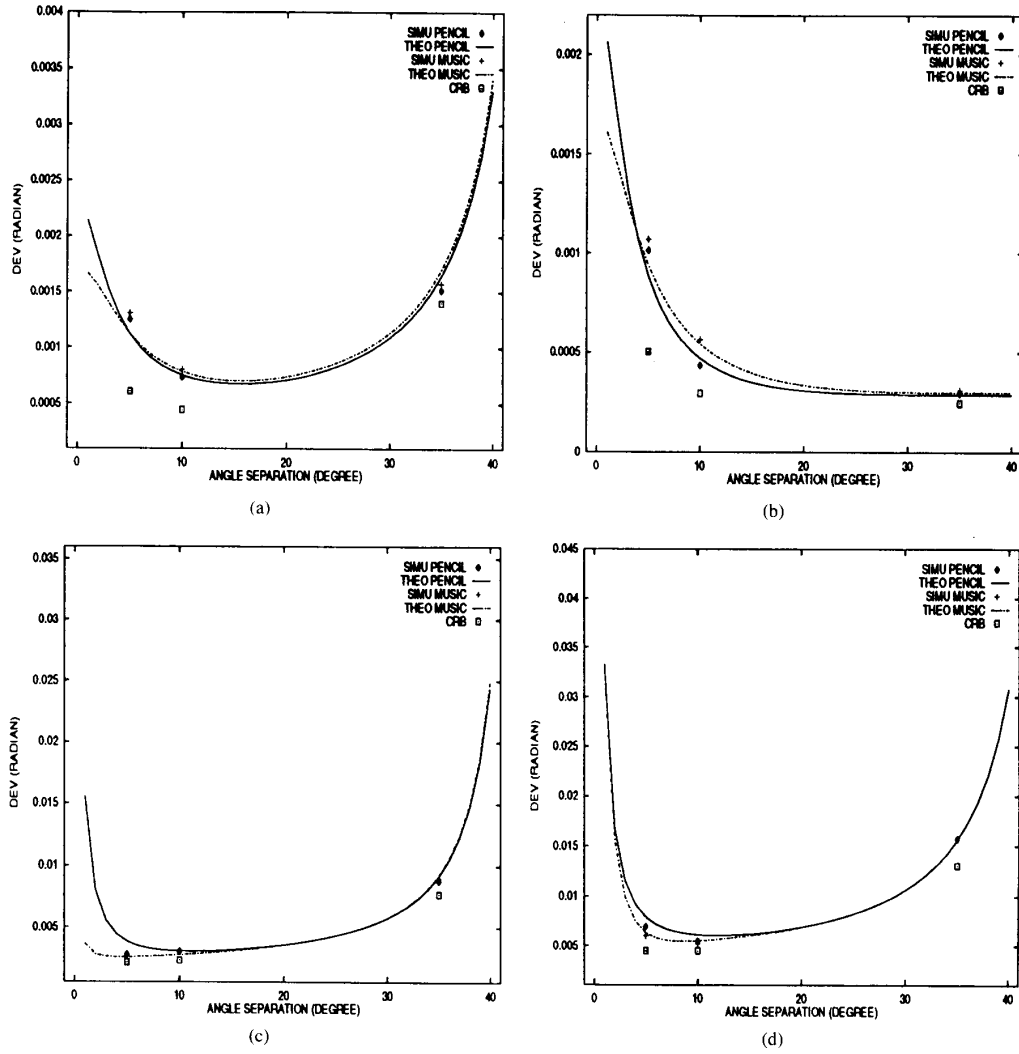 0.004
0.0035
0.003
0.0025
0.002
0.0015
0.001
0.0005
DEV (RADIAN)
SIMU PENCIL
THEO PENCIL
SIMU MUSIC
THEO MUSIC
CRB
0 10 20 30 40
ANGLE SEPARATION (DEGREE)
(a)
0.002
0.0015
0.001
0.0005
0
DEV (RADIAN)
SIMU PENCIL
THEO PENCIL
SIMU MUSIC
THEO MUSIC
CRB
0 10 20 30 40
ANGLE SEPARATION (DEGREE)
(b)
0.035
0.03
0.025
0.02
0.015
0.01
0.005
DEV (RADIAN)
SIMU PENCIL
THEO PENCIL
SIMU MUSIC
THEO MUSIC
CRB
0 10 20 30 40
ANGLE SEPARATION (DEGREE)
(c)
0.045
0.04
0.035
0.03
0.025
0.02
0.015
0.01
0.005
DEV (RADIAN)
SIMU PENCIL
THEO PENCIL
SIMU MUSIC
THEO MUSIC
CRB
0 10 20 30 40
ANGLE SEPARATION (DEGREE)
(d)